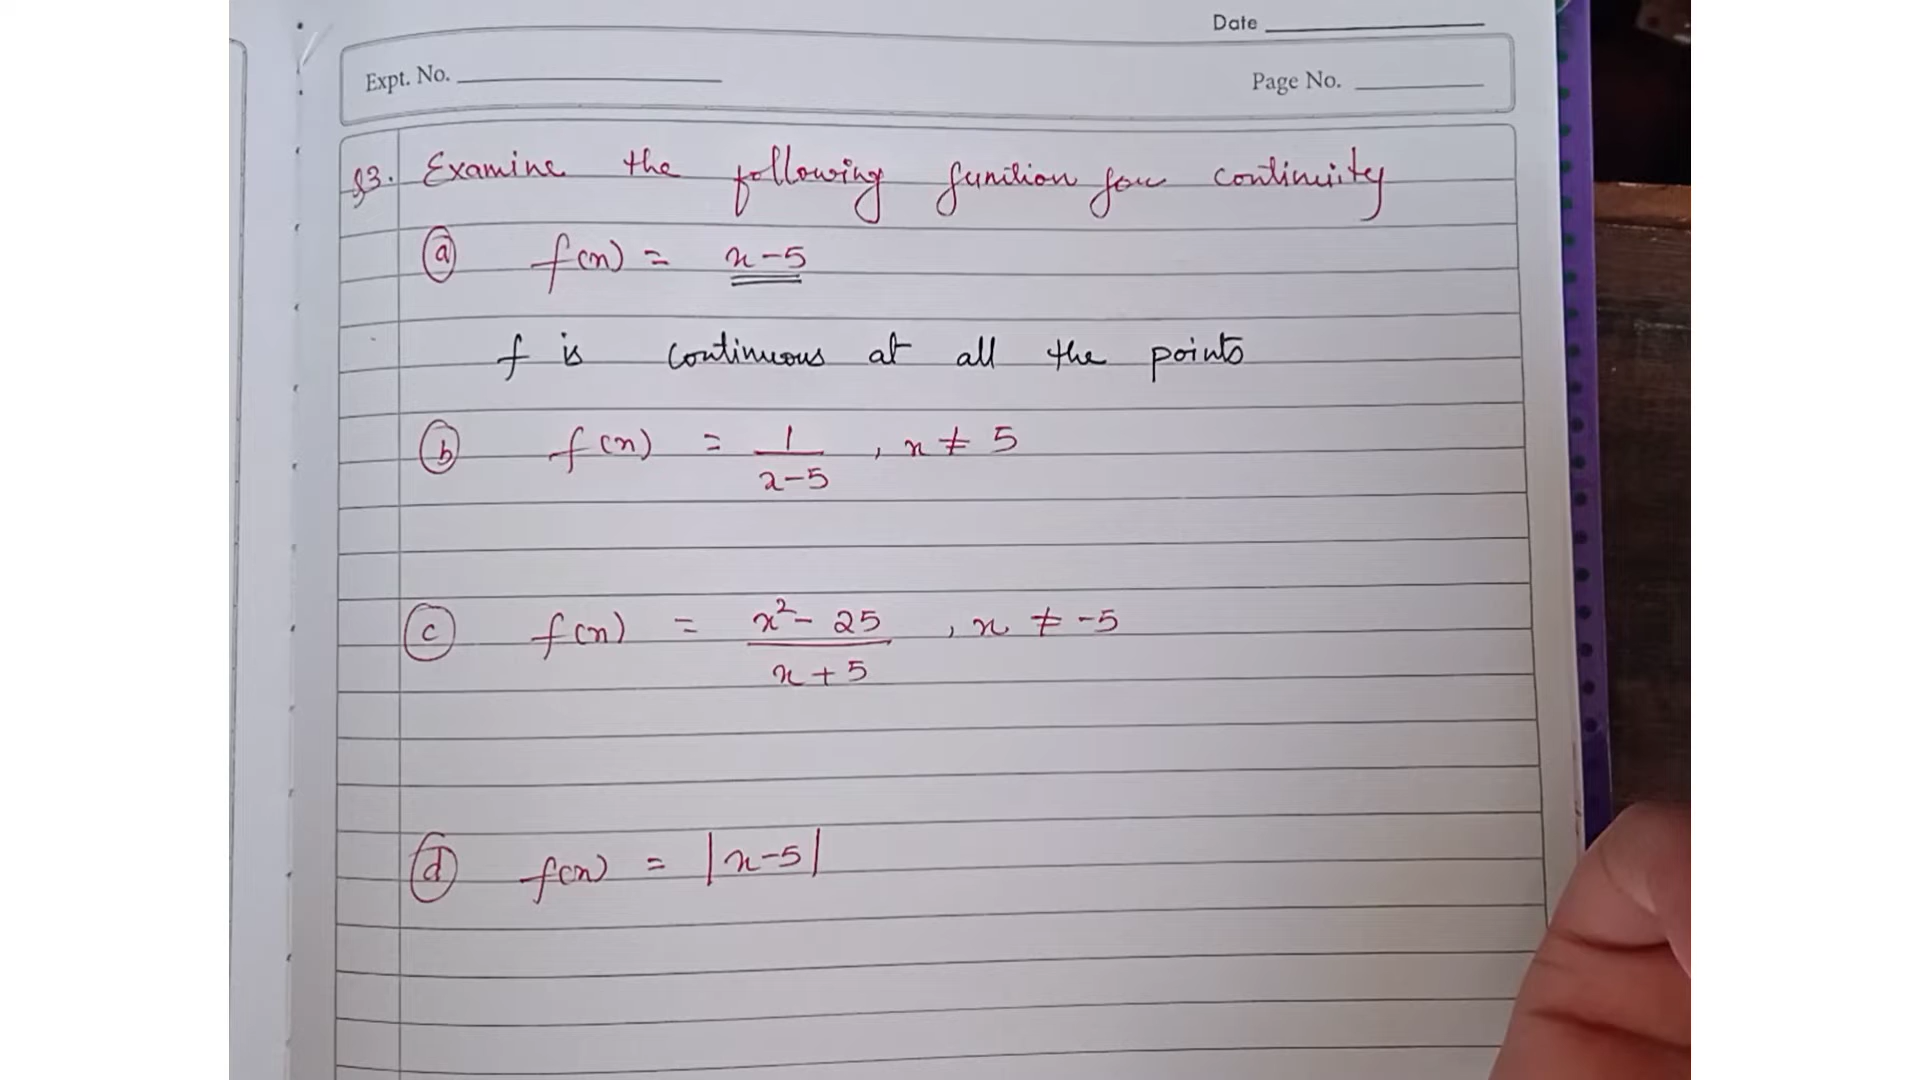 Date
Expt. No.
Page No.
Q3. Examine the following function for continuity
(a) f(x) = x-5
f is continuous at all the points
(b) f(x) = 1/(x-5), x ≠ 5
(c) f(x) = (x² - 25)/(x + 5), x ≠ -5
(d) f(x) = |x-5|